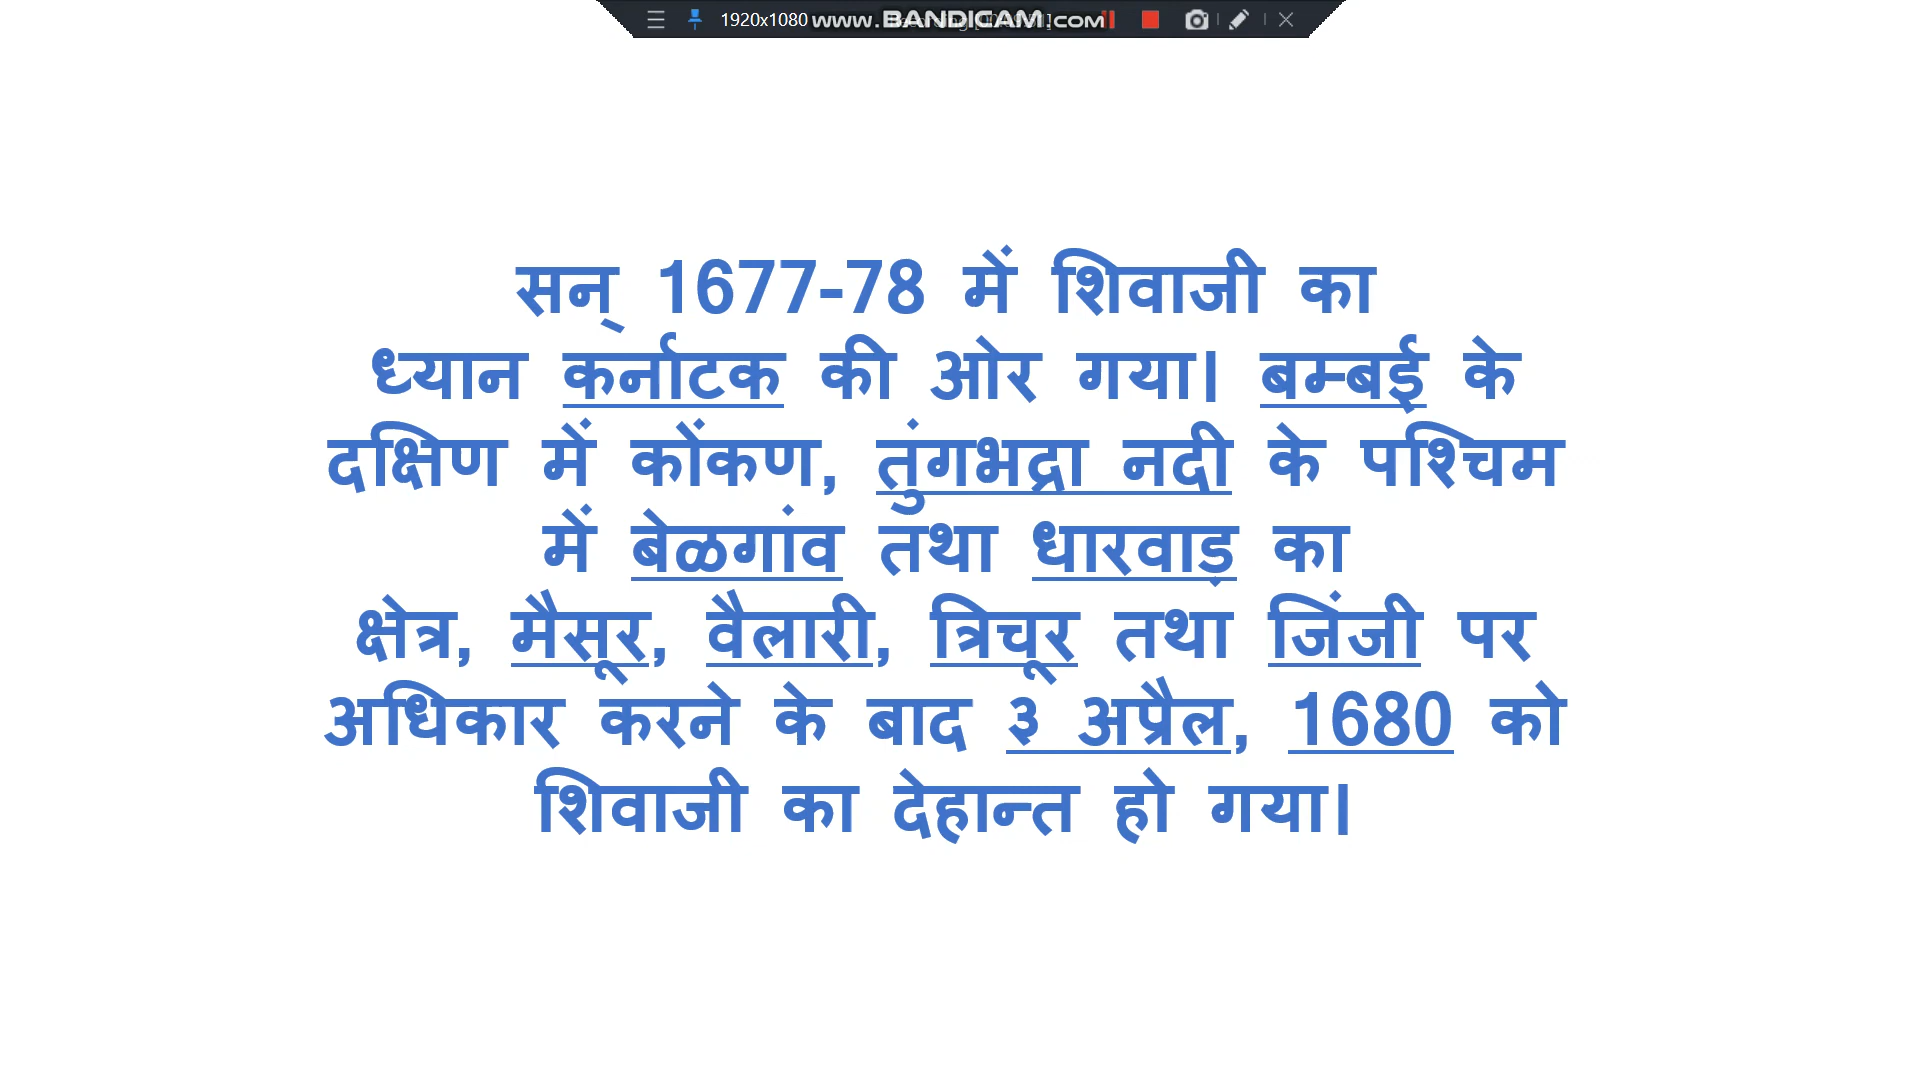 1920x1080 www.BANDICAM.com
सन् 1677-78 में शिवाजी का
ध्यान कर्नाटक की ओर गया। बम्बई के
दक्षिण में कोंकण, तुंगभद्रा नदी के पश्चिम
में बेळगांव तथा धारवाड़ का
क्षेत्र, मैसूर, वैलारी, त्रिचूर तथा जिंजी पर
अधिकार करने के बाद ३ अप्रैल, 1680 को
शिवाजी का देहान्त हो गया।